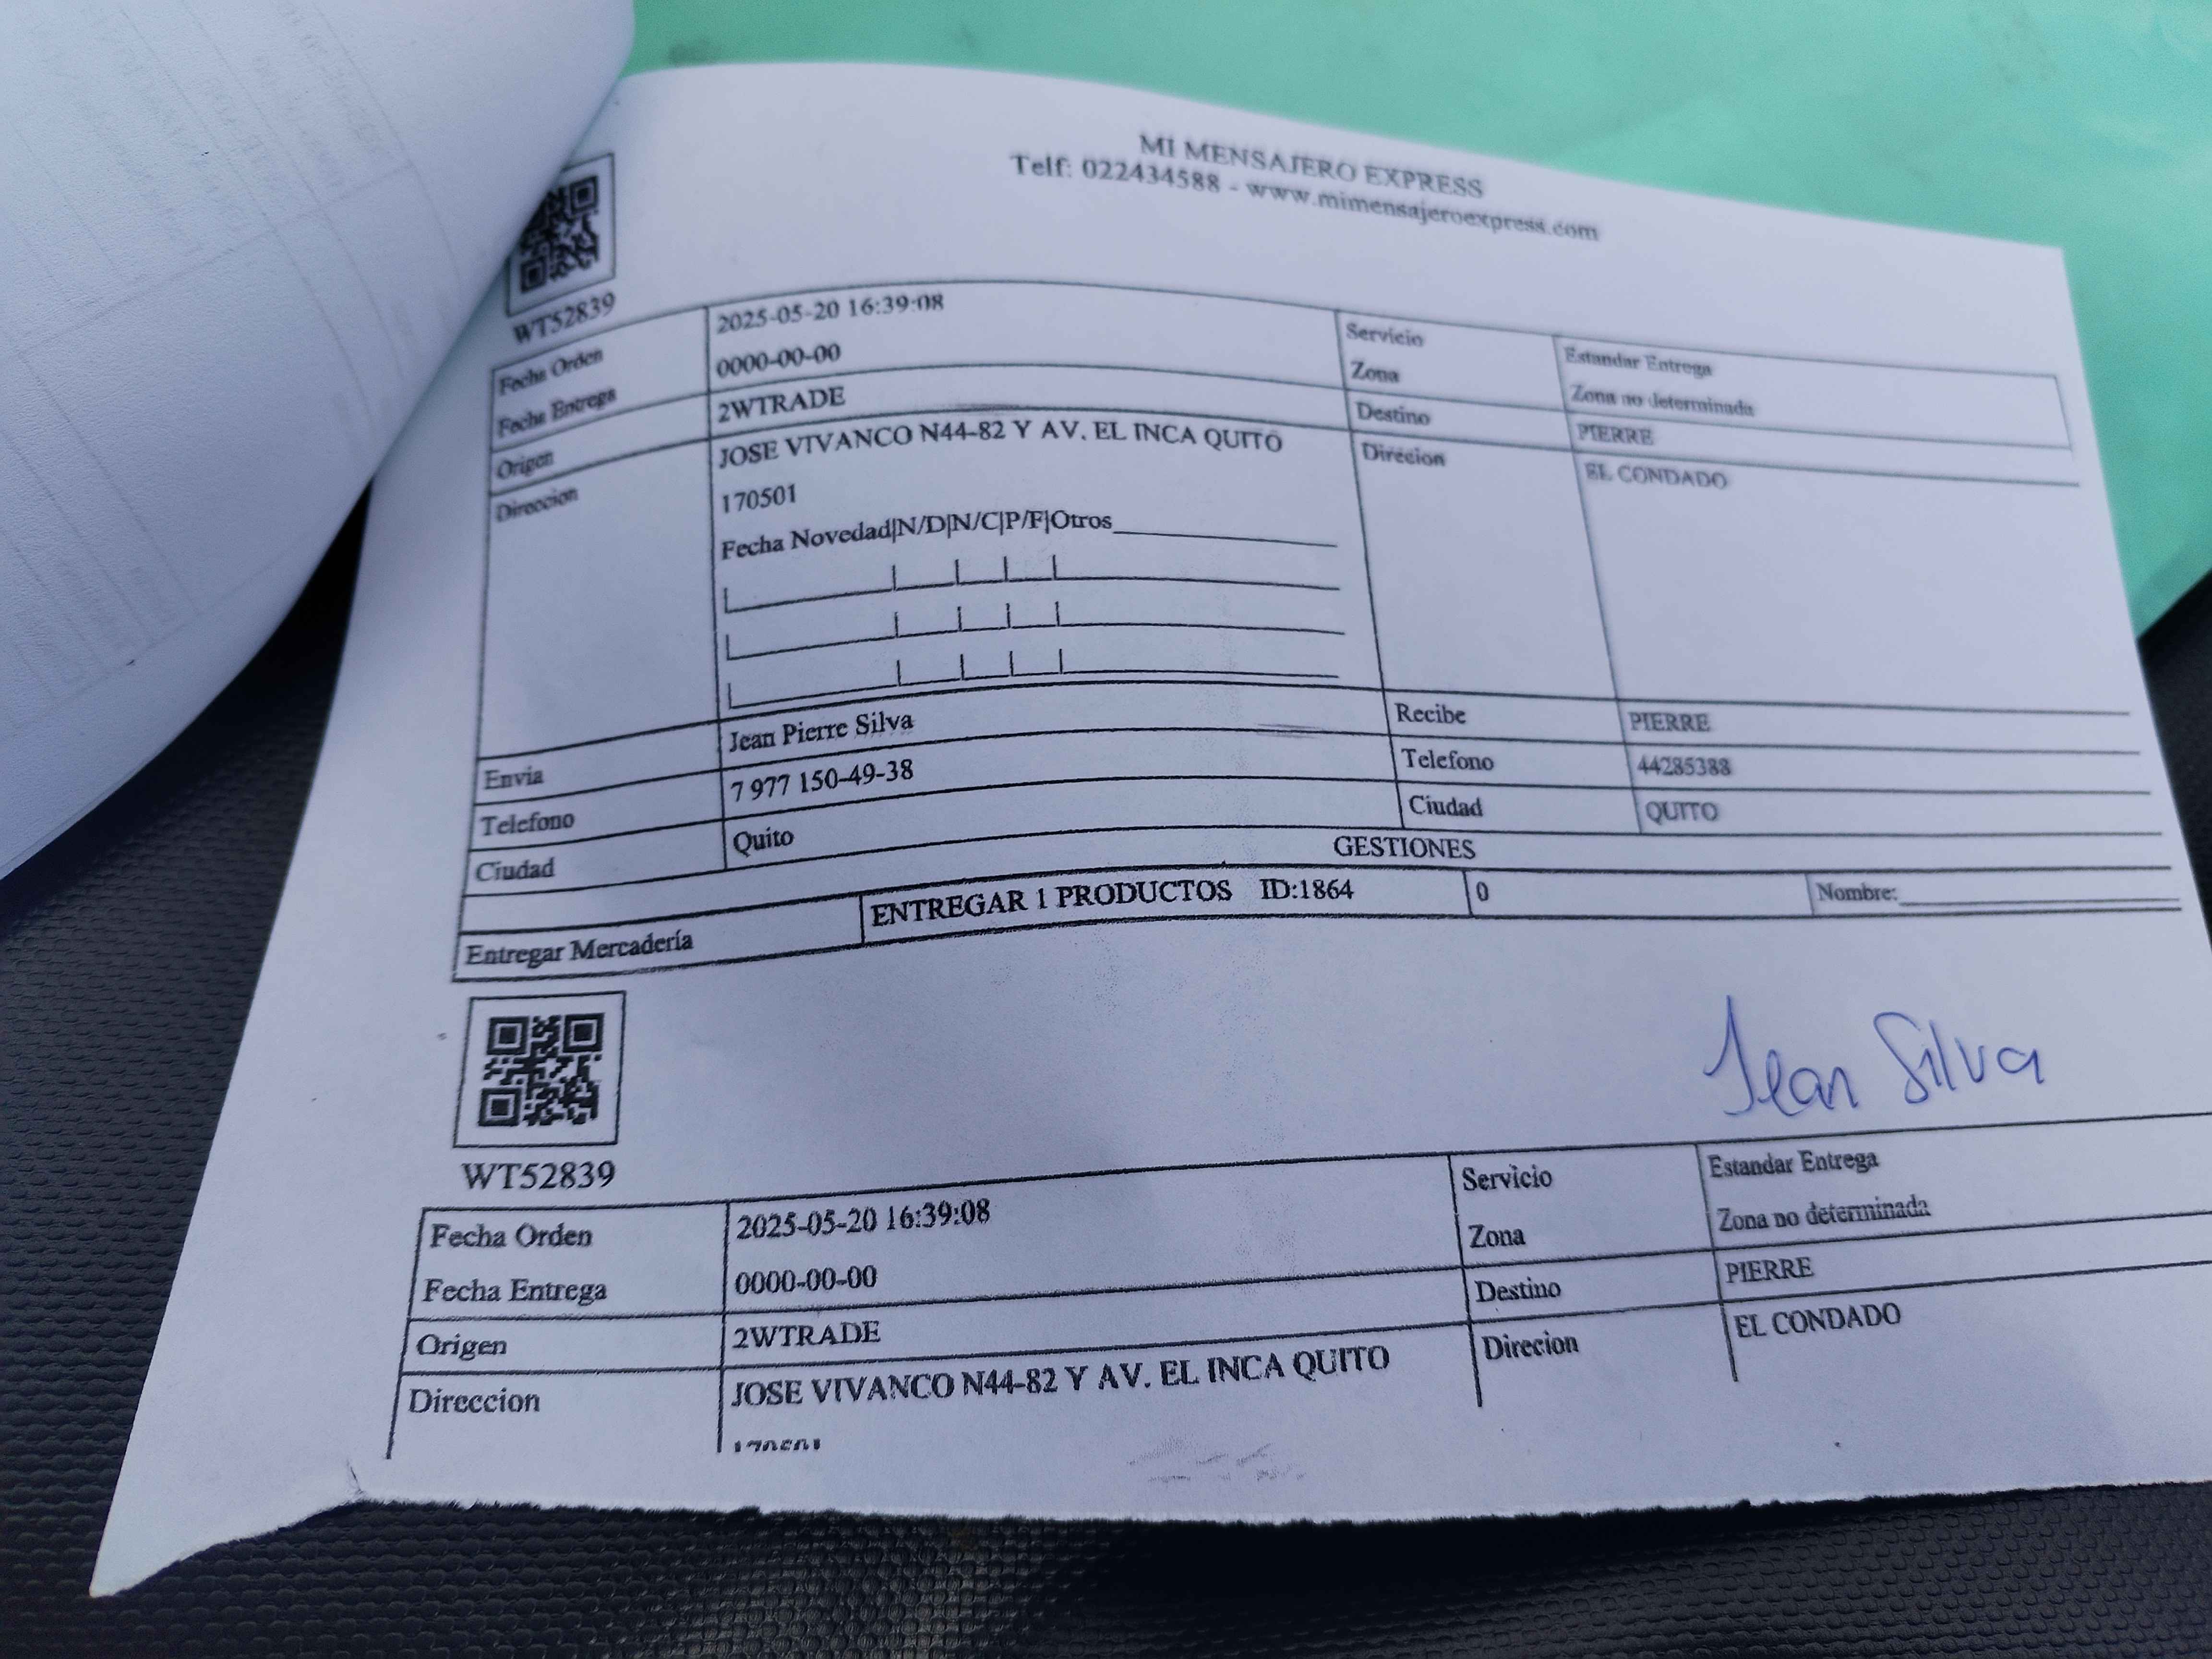 MI MENSAJERO EXPRESS
Telf: 022434588 - www.mimensajeroexpress.com
WT52839
Fecha Orden 2025-05-20 16:39:08 Servicio Estandar Entrega
Fecha Entrega 0000-00-00 Zona Zona no determinada
Origen 2WTRADE Destino PIERRE
Direccion JOSE VIVANCO N44-82 Y AV. EL INCA QUITO Direcion EL CONDADO
170501
Fecha Novedad|N/D|N/C|P/F|Otros
Envia Jean Pierre Silva Recibe PIERRE
Telefono 7 977 150-49-38 Telefono 44285388
Ciudad Quito Ciudad QUITO
GESTIONES
Entregar Mercadería ENTREGAR 1 PRODUCTOS ID:1864 0 Nombre:
Jean Silva
WT52839
Fecha Orden 2025-05-20 16:39:08 Servicio Estandar Entrega
Fecha Entrega 0000-00-00 Zona Zona no determinada
Origen 2WTRADE Destino PIERRE
Direccion JOSE VIVANCO N44-82 Y AV. EL INCA QUITO Direcion EL CONDADO
170501